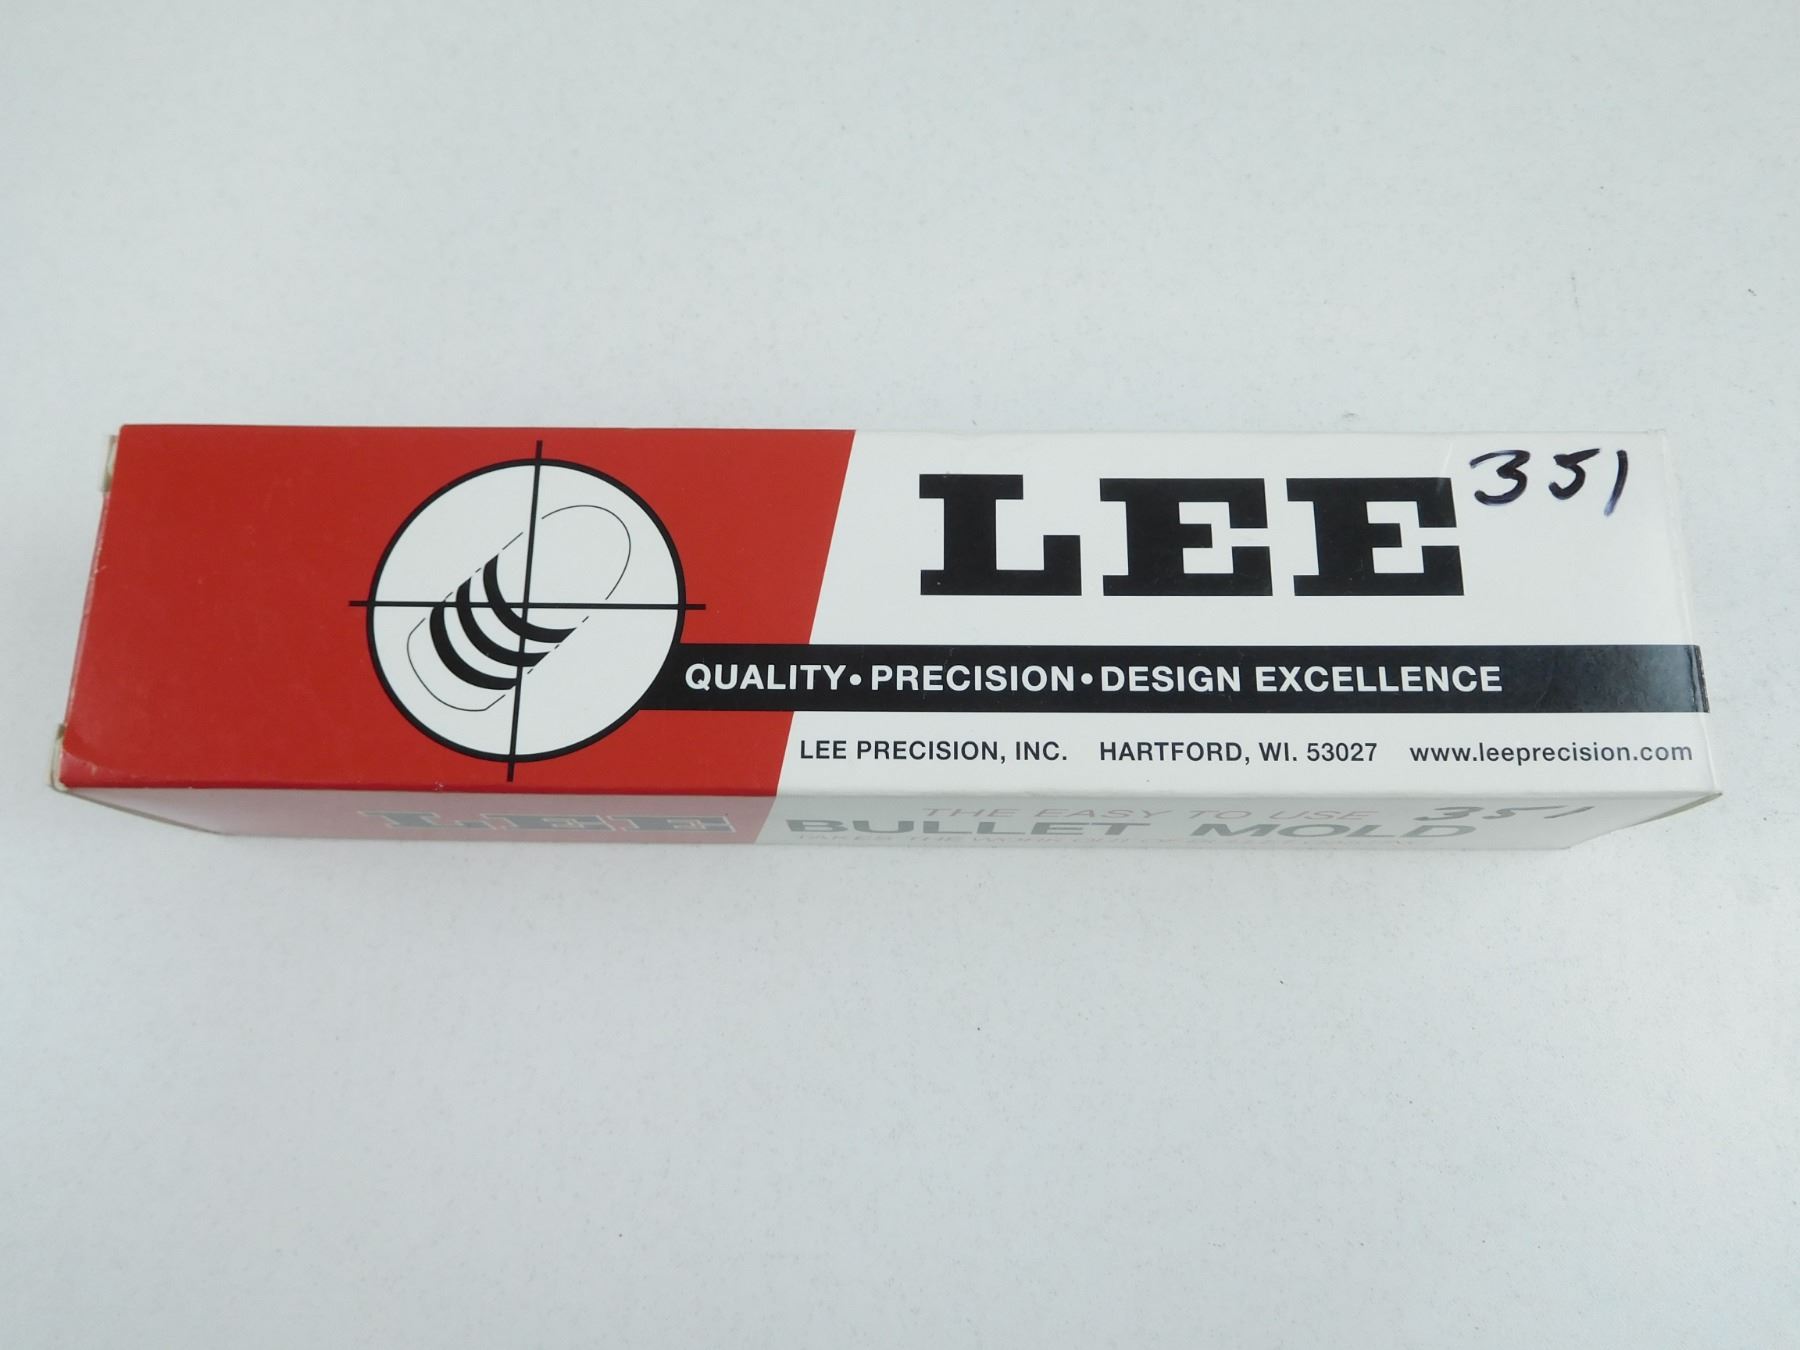 LEE 351
QUALITY • PRECISION • DESIGN EXCELLENCE
LEE PRECISION, INC. HARTFORD, WI. 53027 www.leeprecision.com
LEE
THE EASY TO USE 351
BULLET MOLD